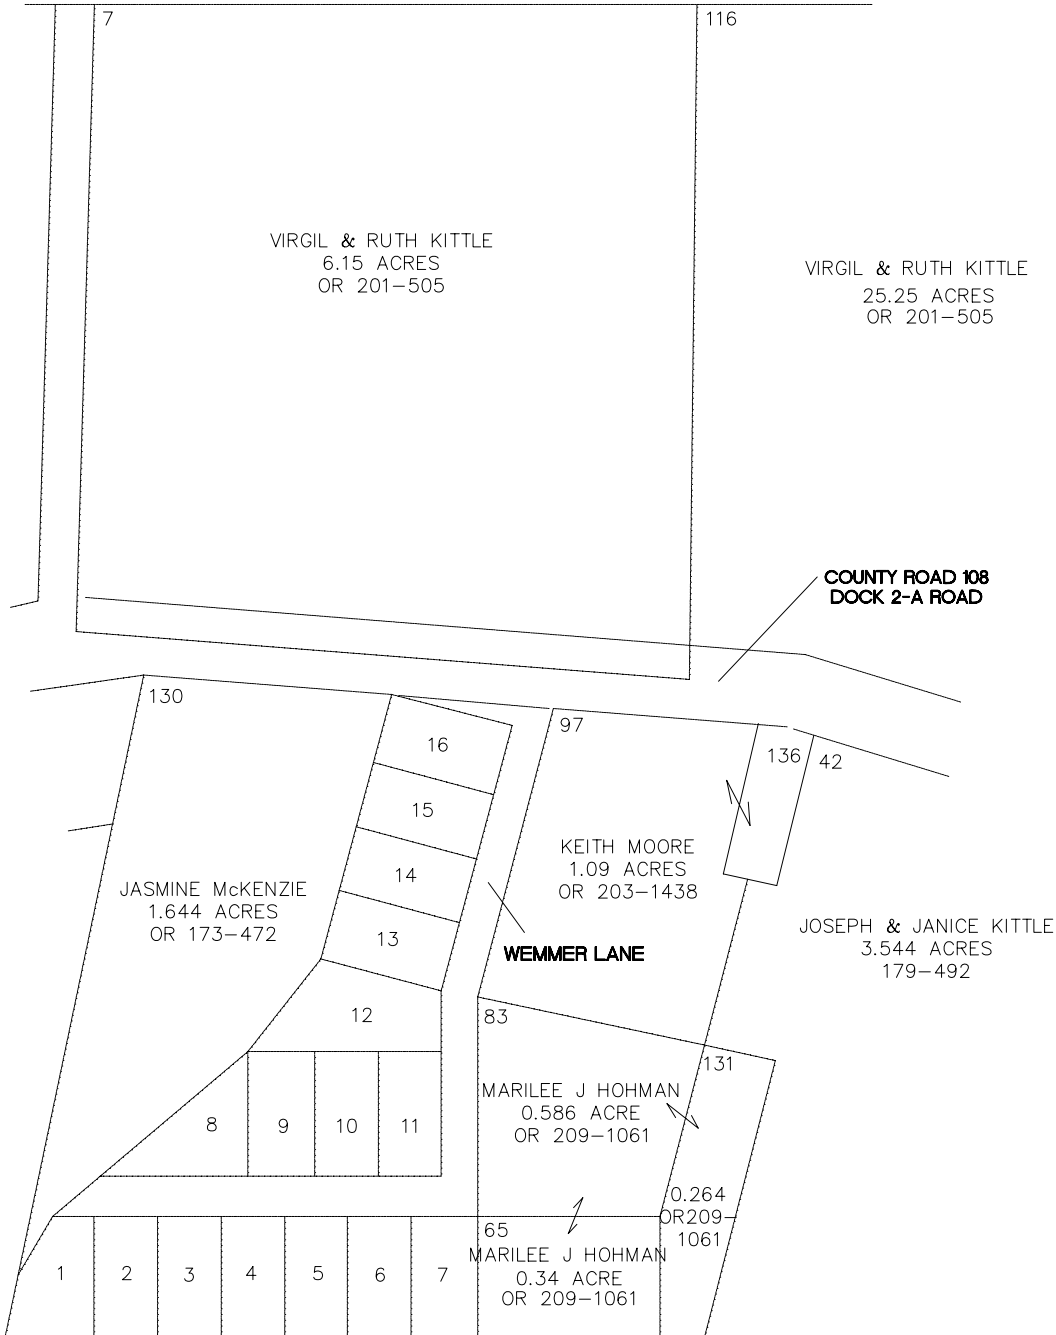 7
116
VIRGIL & RUTH KITTLE
6.15 ACRES
OR 201-505
VIRGIL & RUTH KITTLE
25.25 ACRES
OR 201-505
COUNTY ROAD 108
DOCK 2-A ROAD
130
97
136
42
16
15
14
13
12
KEITH MOORE
1.09 ACRES
OR 203-1438
JASMINE McKENZIE
1.644 ACRES
OR 173-472
WEMMER LANE
JOSEPH & JANICE KITTLE
3.544 ACRES
179-492
83
131
8
9
10
11
MARILEE J HOHMAN
0.586 ACRE
OR 209-1061
0.264
OR209-
1061
65
MARILEE J HOHMAN
0.34 ACRE
OR 209-1061
1
2
3
4
5
6
7